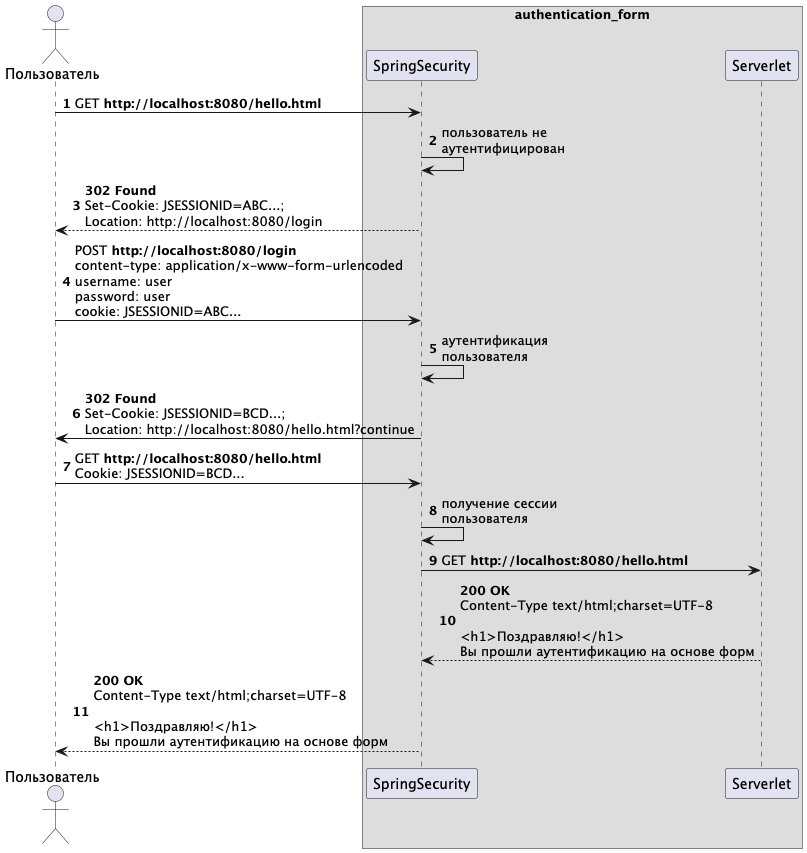 authentication_form
Пользователь
SpringSecurity
Serverlet
1 GET http://localhost:8080/hello.html
2 пользователь не
аутентифицирован
302 Found
3 Set-Cookie: JSESSIONID=ABC...;
Location: http://localhost:8080/login
POST http://localhost:8080/login
content-type: application/x-www-form-urlencoded
4 username: user
password: user
cookie: JSESSIONID=ABC...
5 аутентификация
пользователя
302 Found
6 Set-Cookie: JSESSIONID=BCD...;
Location: http://localhost:8080/hello.html?continue
7 GET http://localhost:8080/hello.html
Cookie: JSESSIONID=BCD...
8 получение сессии
пользователя
9 GET http://localhost:8080/hello.html
200 OK
Content-Type text/html;charset=UTF-8
10
<h1>Поздравляю!</h1>
Вы прошли аутентификацию на основе форм
200 OK
Content-Type text/html;charset=UTF-8
11
<h1>Поздравляю!</h1>
Вы прошли аутентификацию на основе форм
Пользователь
SpringSecurity
Serverlet